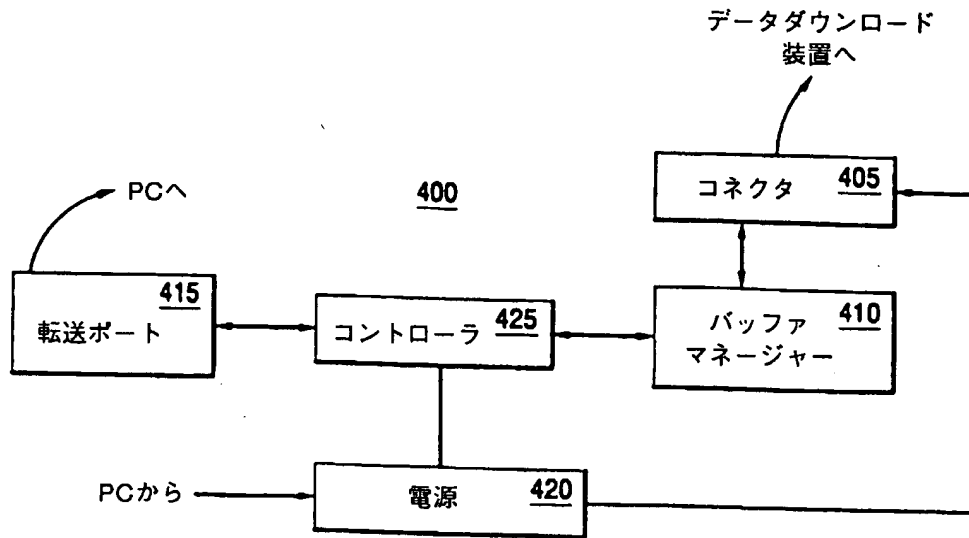 データダウンロード
装置へ
コネクタ 405
PCへ
400
転送ポート 415
コントローラ 425
バッファ 410
マネージャー
PCから
電源 420